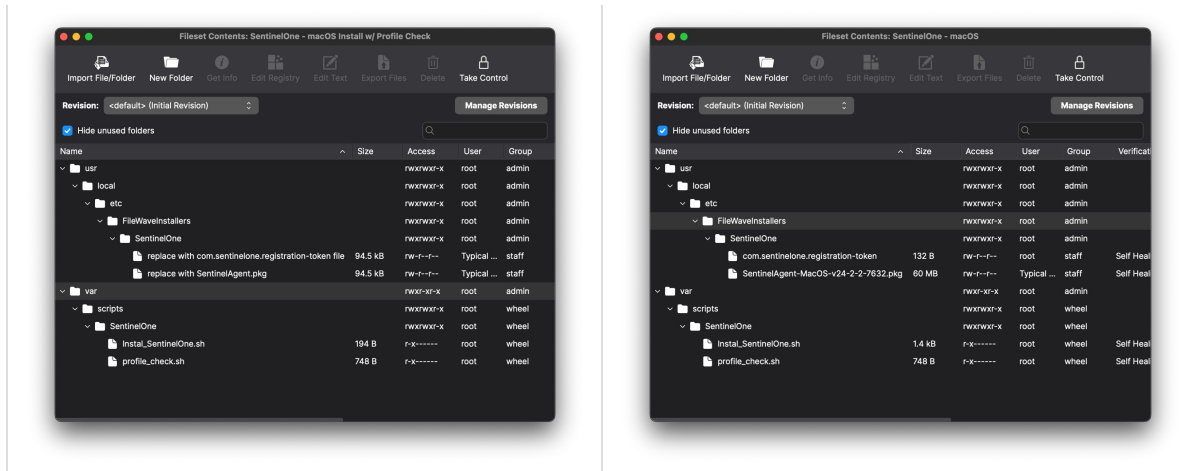 Fileset Contents: SentinelOne - macOS Install w/ Profile Check
Import File/Folder New Folder Get Info Edit Registry Edit Text Export Files Delete Take Control
Revision: <default> (Initial Revision) Manage Revisions
Hide unused folders
Name Size Access User Group
usr rwxrwxr-x root admin
local rwxrwxr-x root admin
etc rwxrwxr-x root admin
FileWaveInstallers rwxrwxr-x root admin
SentinelOne rwxrwxr-x root admin
replace with com.sentinelone.registration-token file 94.5 kB rw-r--r-- Typical ... staff
replace with SentinelAgent.pkg 94.5 kB rw-r--r-- Typical ... staff
var rwxr-xr-x root admin
scripts rwxrwxr-x root wheel
SentinelOne rwxrwxr-x root wheel
Instal_SentinelOne.sh 194 B r-x------ root wheel
profile_check.sh 748 B r-x------ root wheel
Fileset Contents: SentinelOne - macOS
Import File/Folder New Folder Get Info Edit Registry Edit Text Export Files Delete Take Control
Revision: <default> (Initial Revision) Manage Revisions
Hide unused folders
Name Size Access User Group Verificati
usr rwxrwxr-x root admin
local rwxrwxr-x root admin
etc rwxrwxr-x root admin
FileWaveInstallers rwxrwxr-x root admin
SentinelOne rwxrwxr-x root admin
com.sentinelone.registration-token 132 B rw-r--r-- root staff Self Heal
SentinelAgent-MacOS-v24-2-2-7632.pkg 60 MB rw-r--r-- Typical ... staff Self Heal
var rwxr-xr-x root admin
scripts rwxrwxr-x root wheel
SentinelOne rwxrwxr-x root wheel
Instal_SentinelOne.sh 1.4 kB r-x------ root wheel Self Heal
profile_check.sh 748 B r-x------ root wheel Self Heal